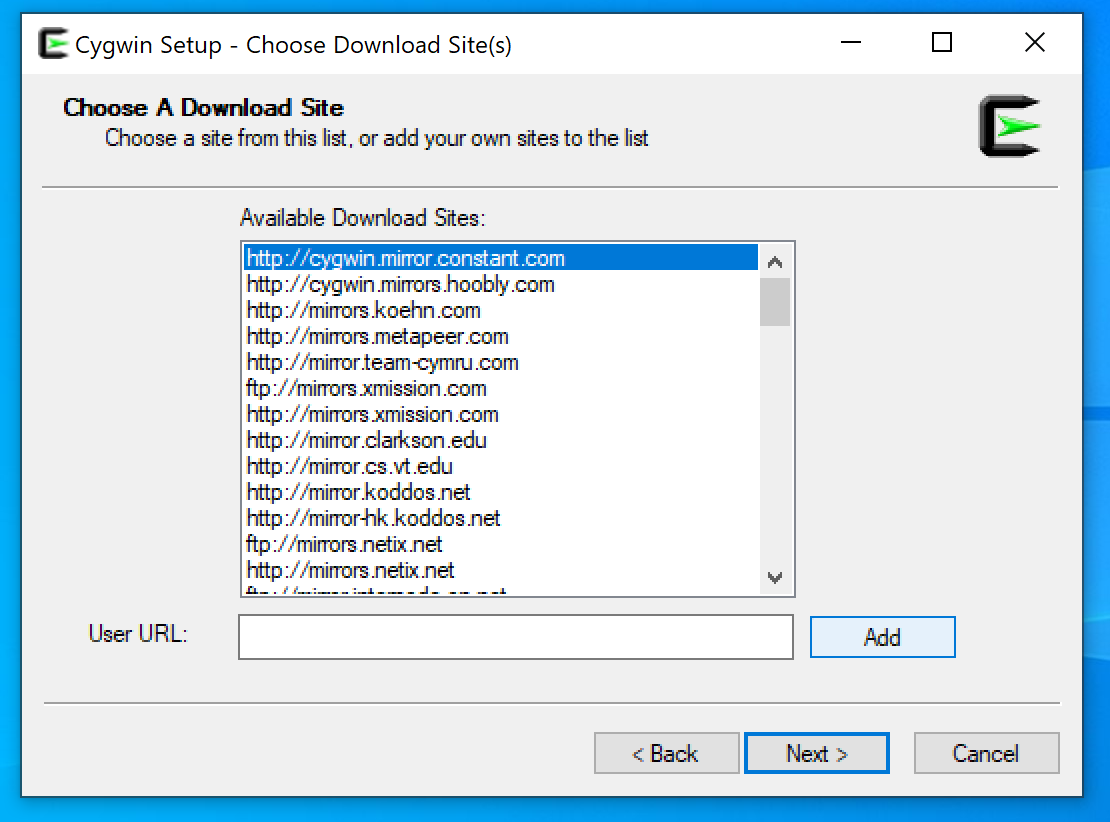 Cygwin Setup - Choose Download Site(s)
Choose A Download Site
Choose a site from this list, or add your own sites to the list
Available Download Sites:
http://cygwin.mirror.constant.com
http://cygwin.mirrors.hoobly.com
http://mirrors.koehn.com
http://mirrors.metapeer.com
http://mirror.team-cymru.com
ftp://mirrors.xmission.com
http://mirrors.xmission.com
http://mirror.clarkson.edu
http://mirror.cs.vt.edu
http://mirror.koddos.net
http://mirror-hk.koddos.net
ftp://mirrors.netix.net
http://mirrors.netix.net
User URL:
Add
< Back
Next >
Cancel